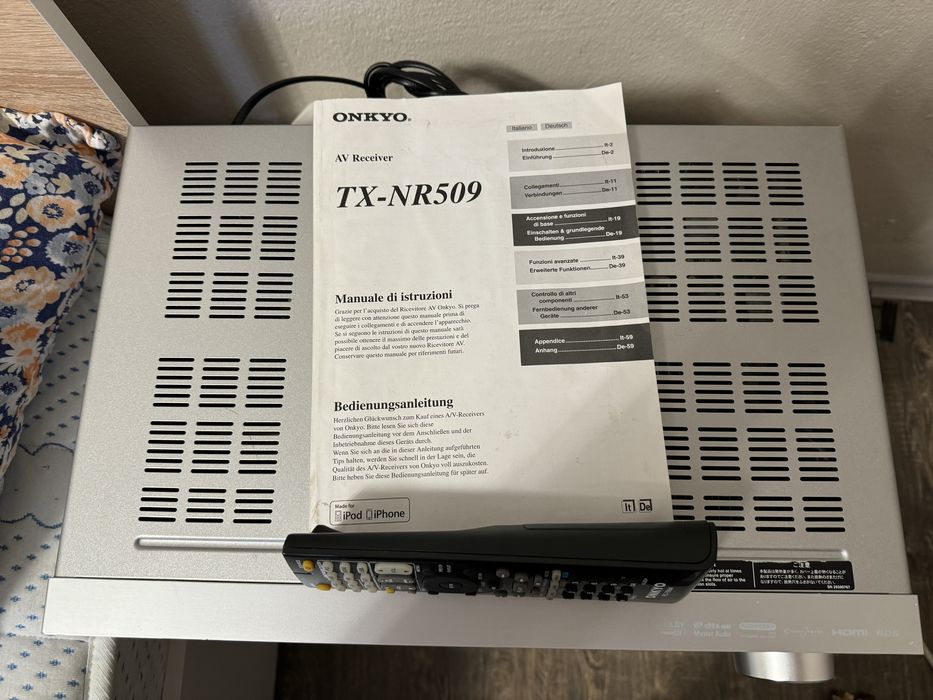 ONKYO®
AV Receiver
TX-NR509
Italiano Deutsch
Introduzione It-2
Einführung De-2
Collegamenti It-11
Verbindungen De-11
Accensione e funzioni
di base It-19
Einschalten & grundlegende
Bedienung De-19
Funzioni avanzate It-39
Erweiterte Funktionen De-39
Controllo di altri
componenti It-53
Fernbedienung anderer
Geräte De-53
Appendice It-59
Anhang De-59
Manuale di istruzioni
Grazie per l'acquisto del Ricevitore AV Onkyo. Si prega
di leggere con attenzione questo manuale prima di
eseguire i collegamenti e di accendere l'apparecchio.
Se si seguono le istruzioni di questo manuale sarà
possibile ottenere il massimo delle prestazioni e del
piacere di ascolto dal vostro nuovo Ricevitore AV.
Conservare questo manuale per riferimenti futuri.
Bedienungsanleitung
Herzlichen Glückwunsch zum Kauf eines A/V-Receivers
von Onkyo. Bitte lesen Sie sich diese
Bedienungsanleitung vor dem Anschließen und der
Inbetriebnahme dieses Geräts durch.
Wenn Sie sich an die in dieser Anleitung aufgeführten
Tips halten, werden Sie schnell in der Lage sein, die
Qualität des A/V-Receivers von Onkyo voll auszukosten.
Bitte heben Sie diese Bedienungsanleitung für später auf.
Made for
iPod iPhone
It De
ONKYO
ご注意
HDMI RDS
dts
Master Audio